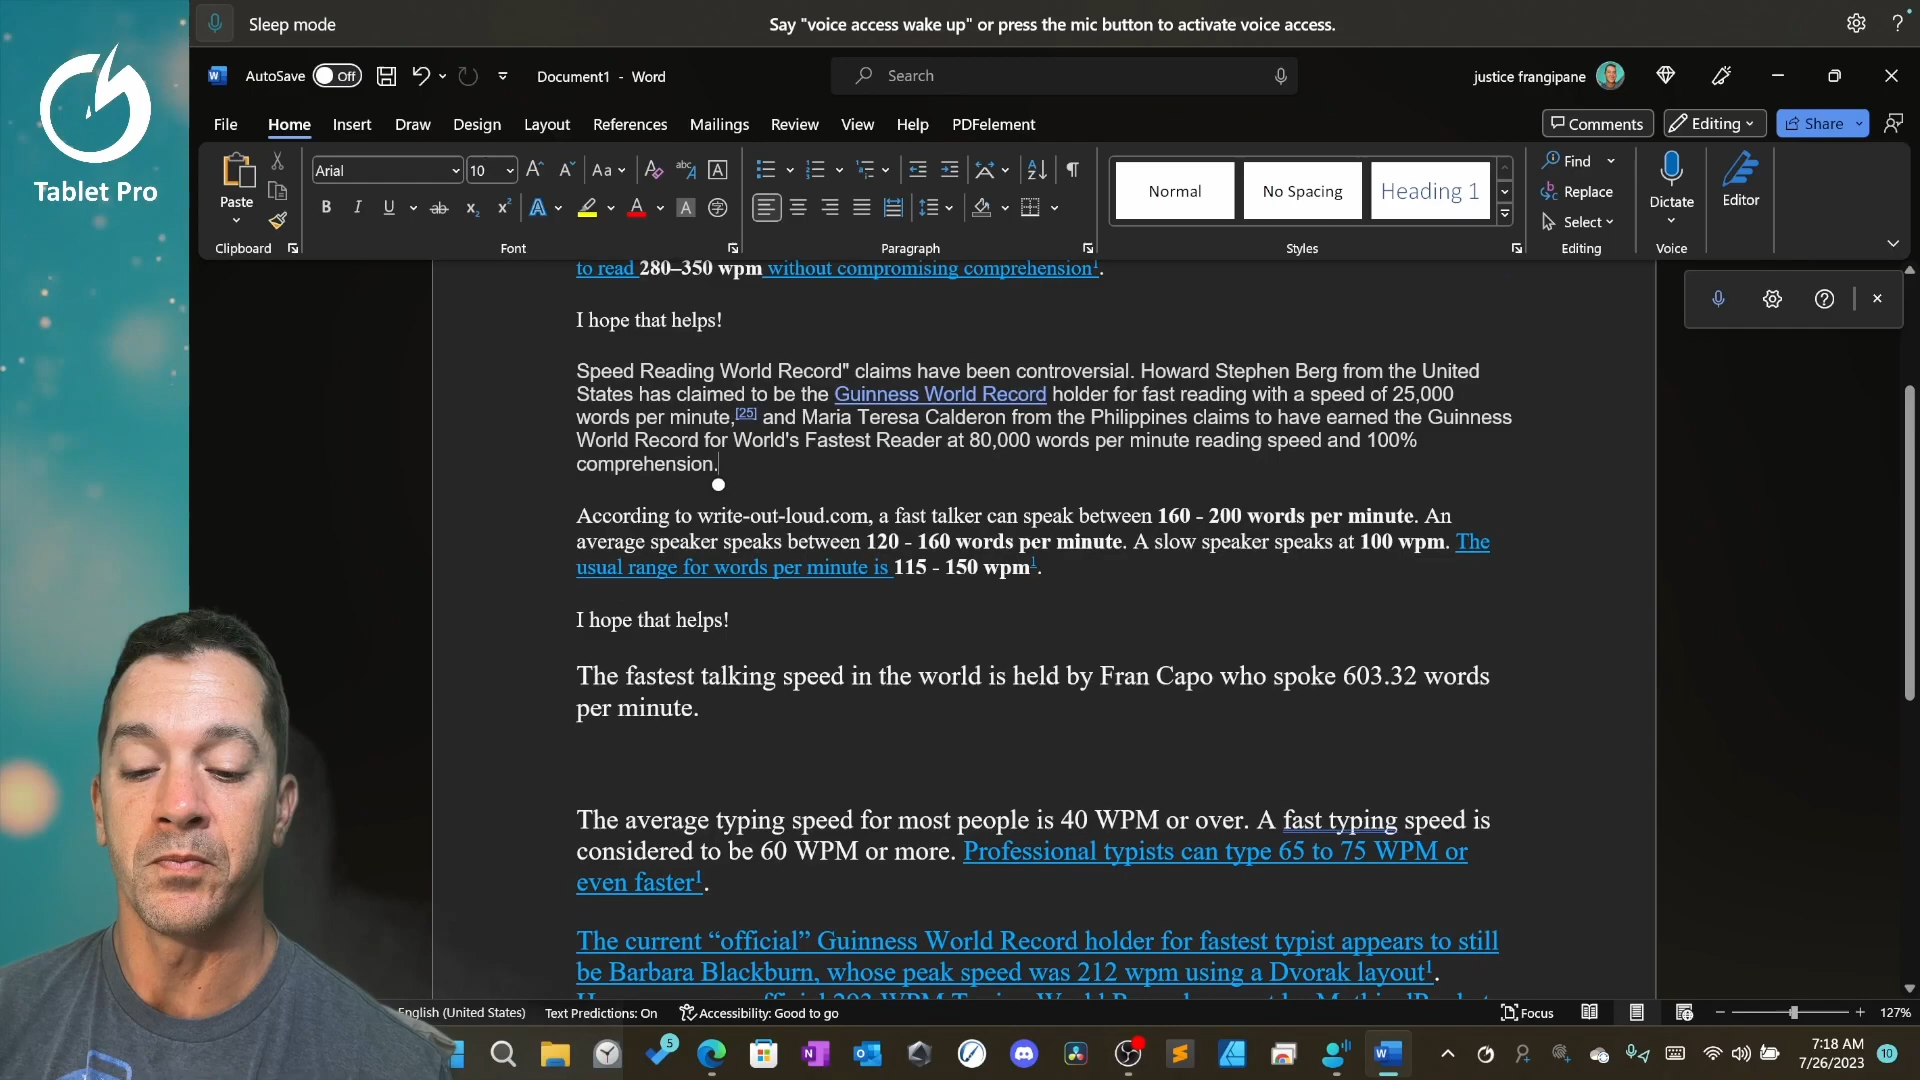 Tablet Pro
Sleep mode
Say "voice access wake up" or press the mic button to activate voice access.
AutoSave Off
Document1 - Word
Search
justice frangipane
File Home Insert Draw Design Layout References Mailings Review View Help PDFelement
Comments Editing Share
Paste
Arial 10
Aa
Normal
No Spacing
Heading 1
Find
Replace
Select
Dictate
Editor
Clipboard Font Paragraph Styles Editing Voice
to read 280–350 wpm without compromising comprehension1.
I hope that helps!
Speed Reading World Record" claims have been controversial. Howard Stephen Berg from the United
States has claimed to be the Guinness World Record holder for fast reading with a speed of 25,000
words per minute,[25] and Maria Teresa Calderon from the Philippines claims to have earned the Guinness
World Record for World's Fastest Reader at 80,000 words per minute reading speed and 100%
comprehension.
According to write-out-loud.com, a fast talker can speak between 160 - 200 words per minute. An
average speaker speaks between 120 - 160 words per minute. A slow speaker speaks at 100 wpm. The
usual range for words per minute is 115 - 150 wpm1.
I hope that helps!
The fastest talking speed in the world is held by Fran Capo who spoke 603.32 words
per minute.
The average typing speed for most people is 40 WPM or over. A fast typing speed is
considered to be 60 WPM or more. Professional typists can type 65 to 75 WPM or
even faster1.
The current “official” Guinness World Record holder for fastest typist appears to still
be Barbara Blackburn, whose peak speed was 212 wpm using a Dvorak layout1.
English (United States) Text Predictions: On Accessibility: Good to go Focus 127%
5
7:18 AM
7/26/2023
10